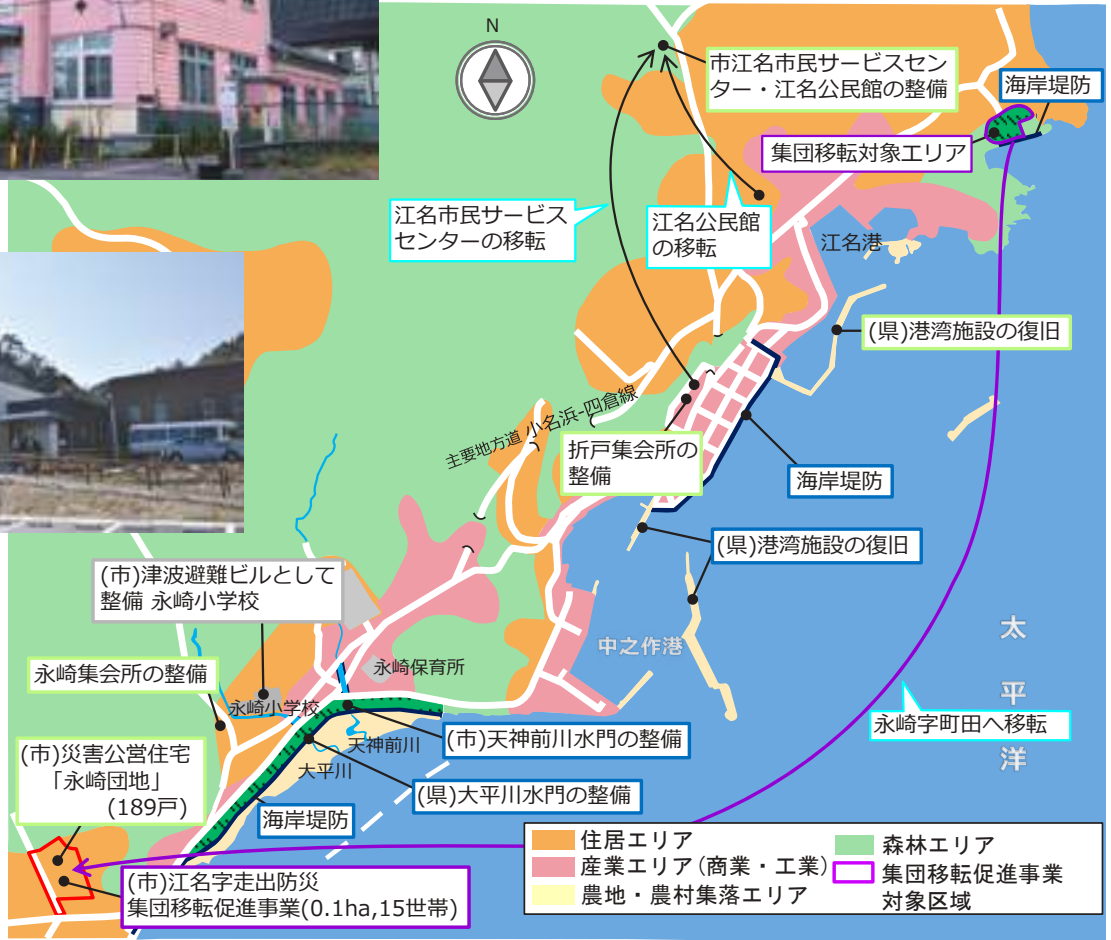 N
市江名市民サービスセン
ター・江名公民館の整備
海岸堤防
集団移転対象エリア
江名市民サービス
センターの移転
江名公民館
の移転
江名港
(県)港湾施設の復旧
主要地方道 小名浜-四倉線
折戸集会所の
整備
海岸堤防
(県)港湾施設の復旧
(市)津波避難ビルとして
整備 永崎小学校
中之作港
太
平
洋
永崎保育所
永崎集会所の整備
永崎小学校
永崎字町田へ移転
天神前川
(市)天神前川水門の整備
(市)災害公営住宅
「永崎団地」
(189戸)
大平川
(県)大平川水門の整備
海岸堤防
(市)江名字走出防災
集団移転促進事業(0.1ha,15世帯)
住居エリア
産業エリア(商業・工業)
農地・農村集落エリア
森林エリア
集団移転促進事業
対象区域